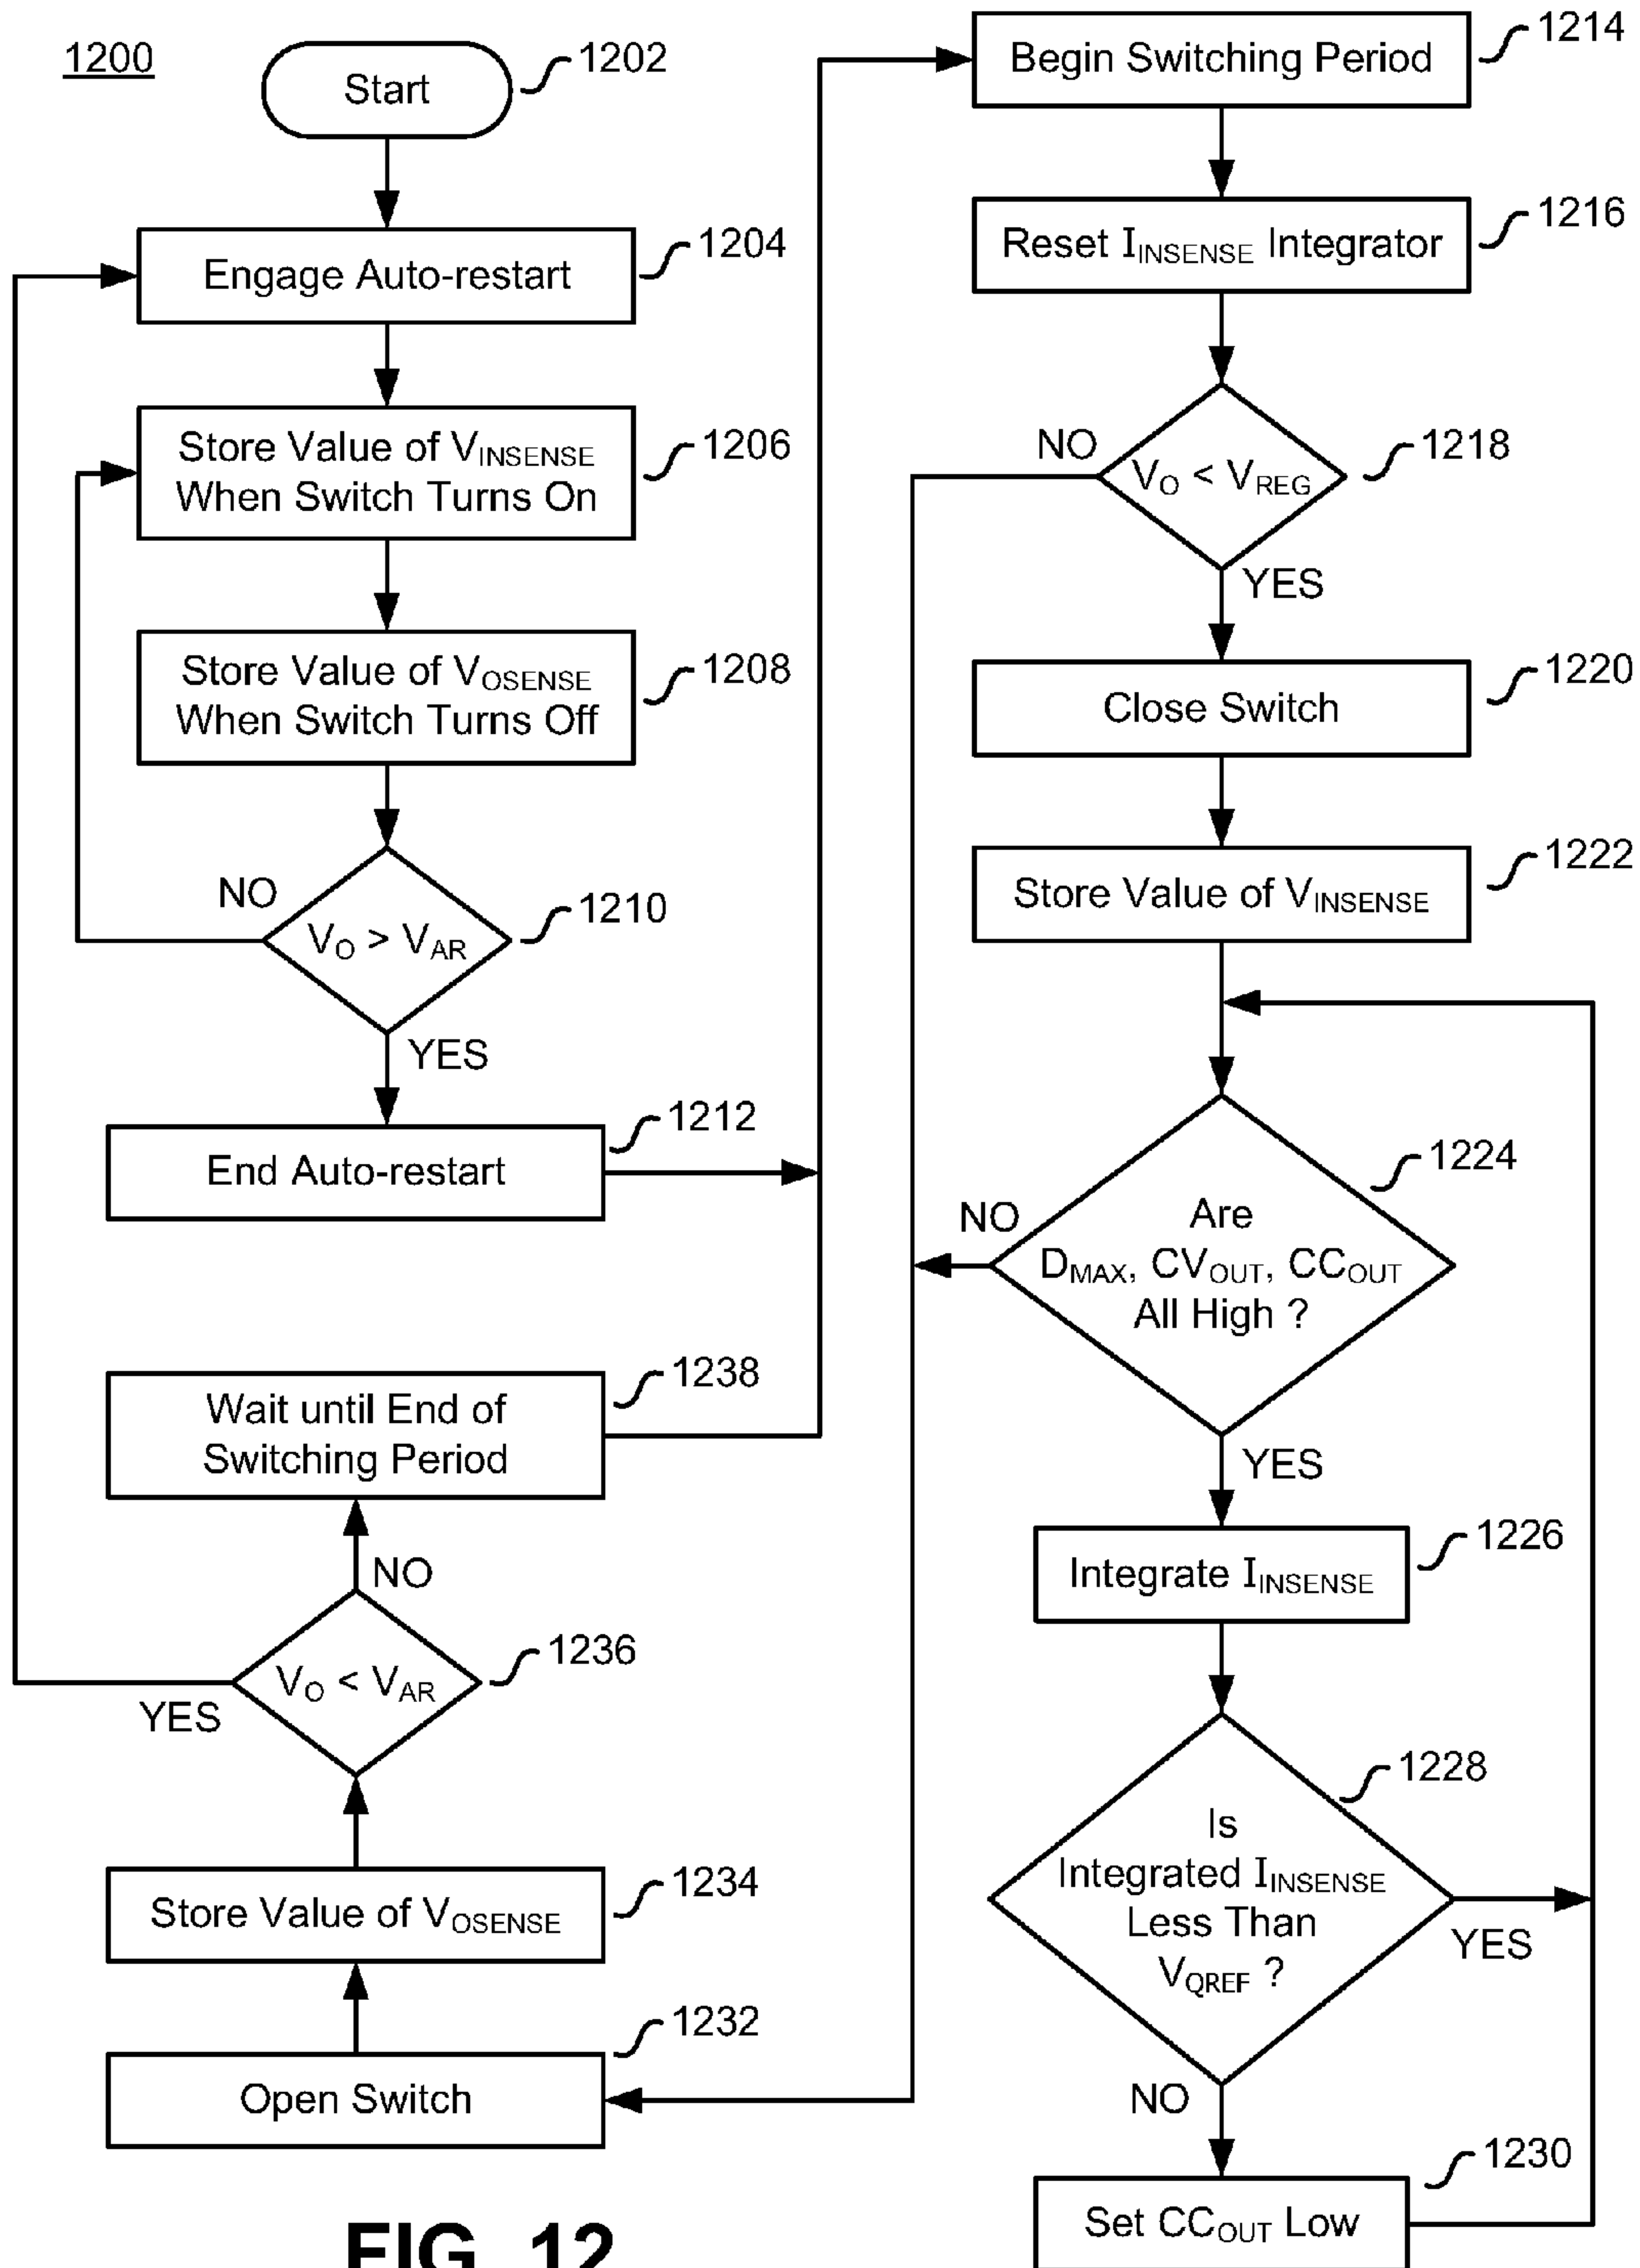 1200
Start
1202
Engage Auto-restart
1204
Store Value of VINSENSE
When Switch Turns On
1206
Store Value of VOSENSE
When Switch Turns Off
1208
NO
VO > VAR
1210
YES
End Auto-restart
1212
Wait until End of
Switching Period
1238
NO
VO < VAR
1236
YES
Store Value of VOSENSE
1234
Open Switch
1232
FIG. 12
Begin Switching Period
1214
Reset IINSENSE Integrator
1216
NO
VO < VREG
1218
YES
Close Switch
1220
Store Value of VINSENSE
1222
NO
Are
DMAX, CVOUT, CCOUT
All High ?
1224
YES
Integrate IINSENSE
1226
Is
Integrated IINSENSE
Less Than
VQREF ?
1228
YES
NO
Set CCOUT Low
1230